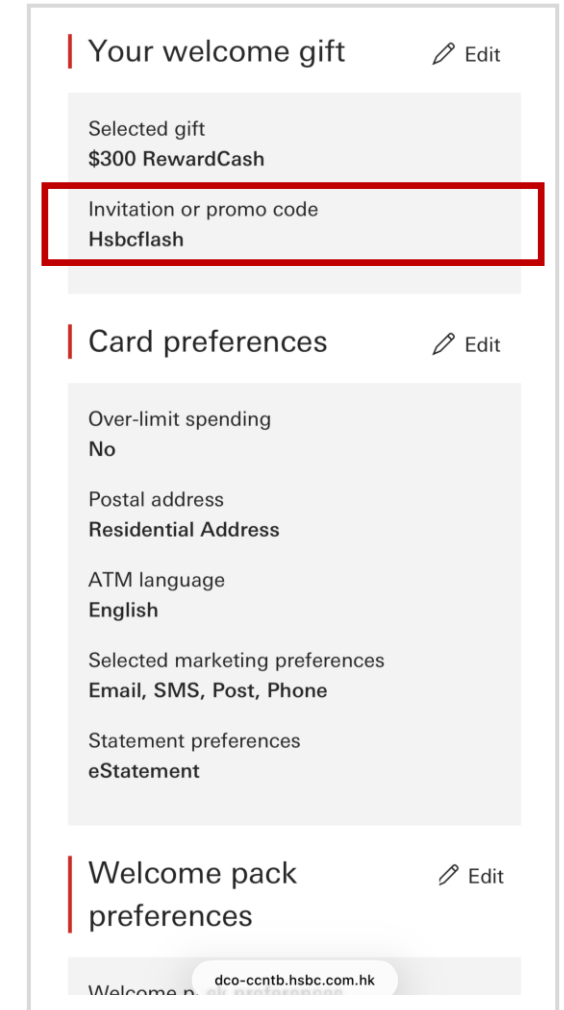 Your welcome gift
Edit
Selected gift
$300 RewardCash
Invitation or promo code
Hsbcflash
Card preferences
Edit
Over-limit spending
No
Postal address
Residential Address
ATM language
English
Selected marketing preferences
Email, SMS, Post, Phone
Statement preferences
eStatement
Welcome pack
preferences
Edit
dco-ccntb.hsbc.com.hk
Welcome